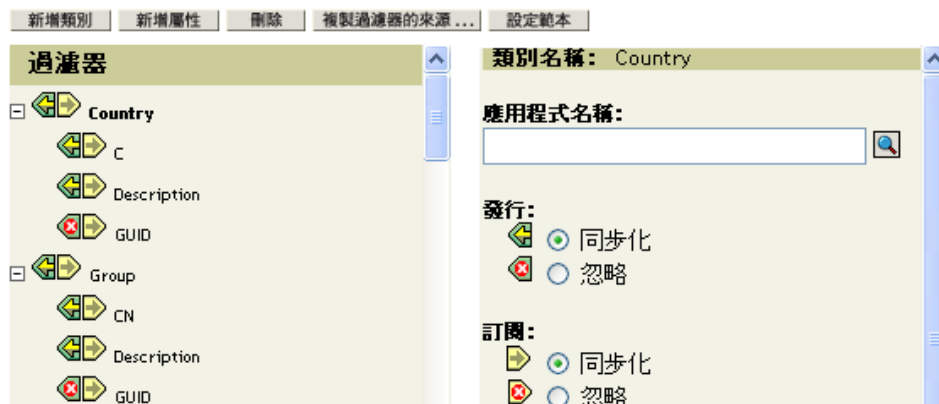 新增類別 新增屬性 刪除 複製過濾器的來源 ... 設定範本
過濾器
Country
C
Description
GUID
Group
CN
Description
GUID
類別名稱: Country
應用程式名稱:
發行:
同步化
忽略
訂閱:
同步化
忽略